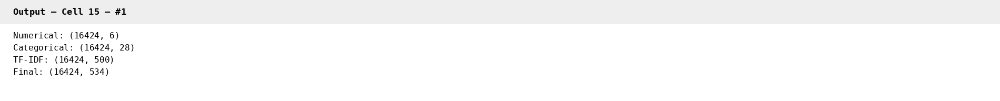 Output — Cell 15 — #1
Numerical: (16424, 6)
Categorical: (16424, 28)
TF-IDF: (16424, 500)
Final: (16424, 534)